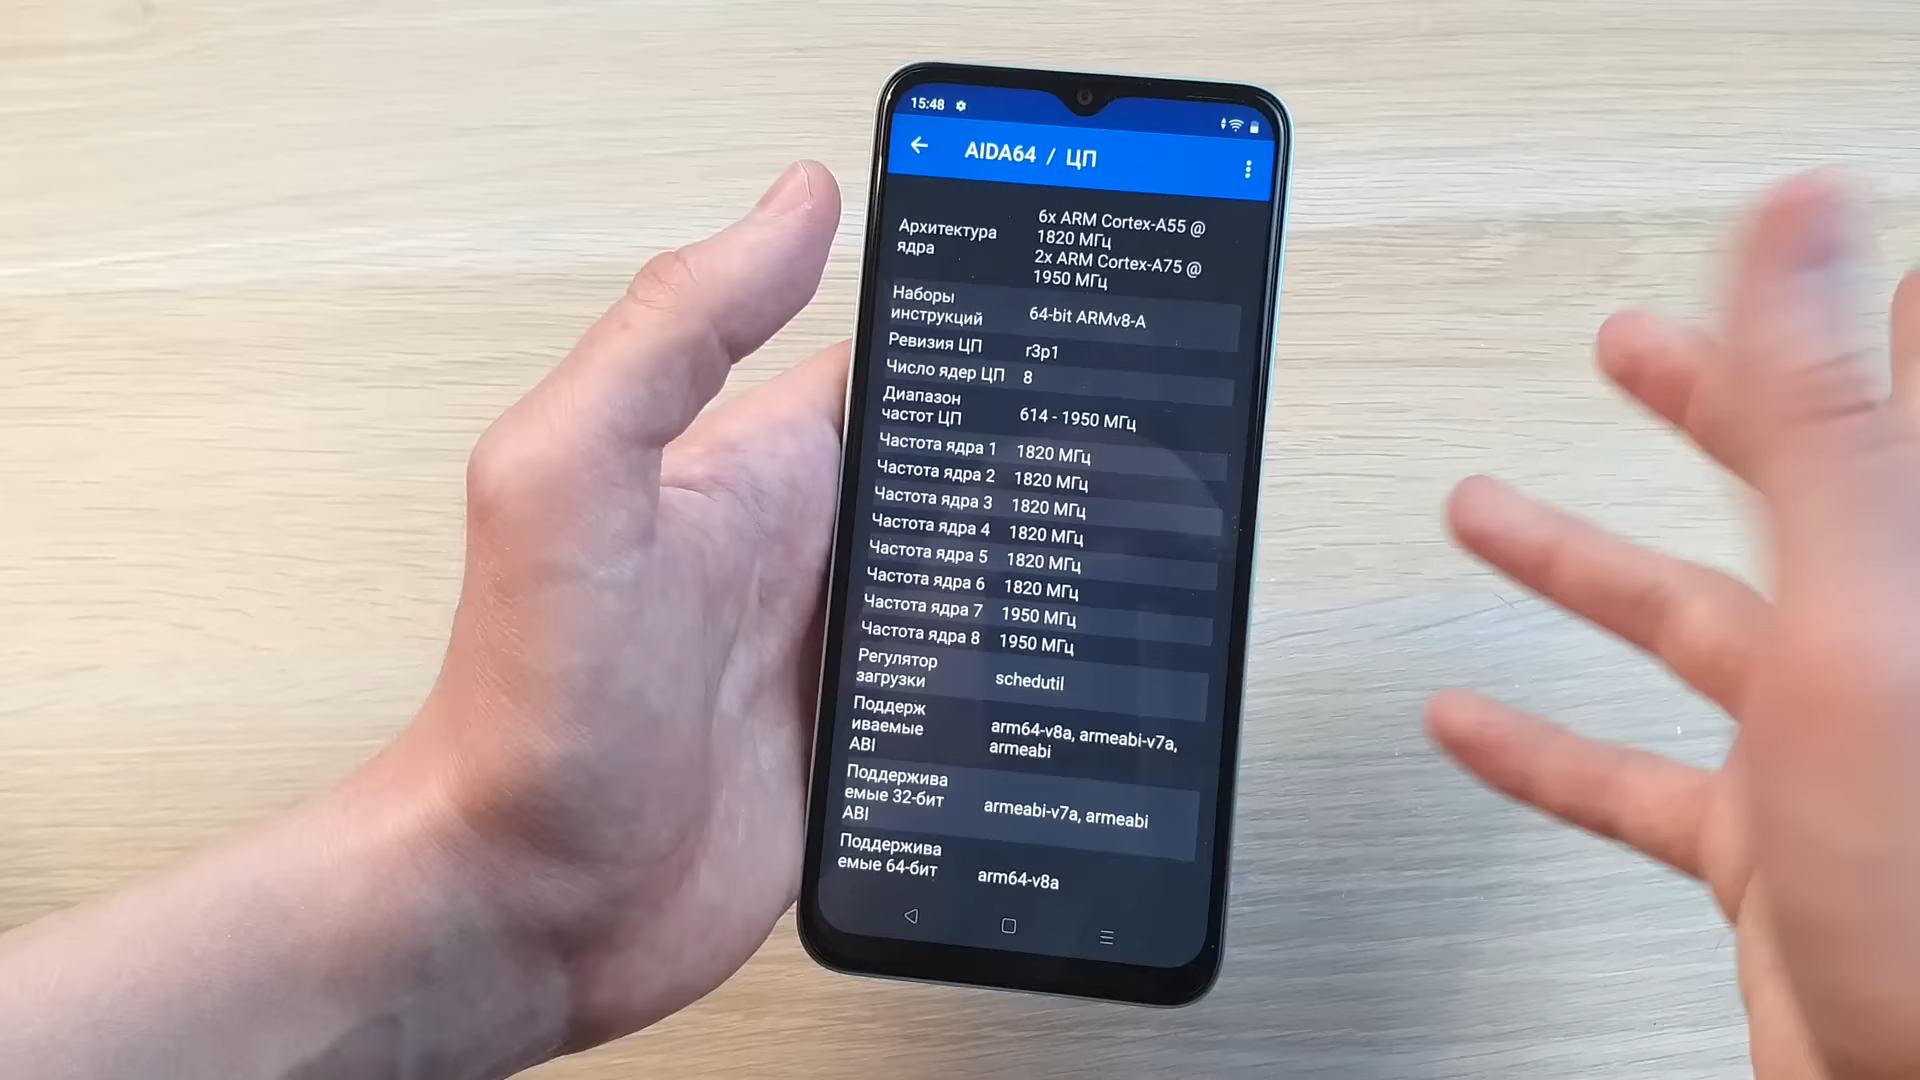 15:48
AIDA64 / ЦП
Архитектура
ядра
6x ARM Cortex-A55 @
1820 МГц
2x ARM Cortex-A75 @
1950 МГц
Наборы
инструкций
64-bit ARMv8-A
Ревизия ЦП
r3p1
Число ядер ЦП
8
Диапазон
частот ЦП
614 - 1950 МГц
Частота ядра 1
1820 МГц
Частота ядра 2
1820 МГц
Частота ядра 3
1820 МГц
Частота ядра 4
1820 МГц
Частота ядра 5
1820 МГц
Частота ядра 6
1820 МГц
Частота ядра 7
1950 МГц
Частота ядра 8
1950 МГц
Регулятор
загрузки
schedutil
Поддерж
иваемые
ABI
arm64-v8a, armeabi-v7a,
armeabi
Поддержива
емые 32-бит
ABI
armeabi-v7a, armeabi
Поддержива
емые 64-бит
arm64-v8a